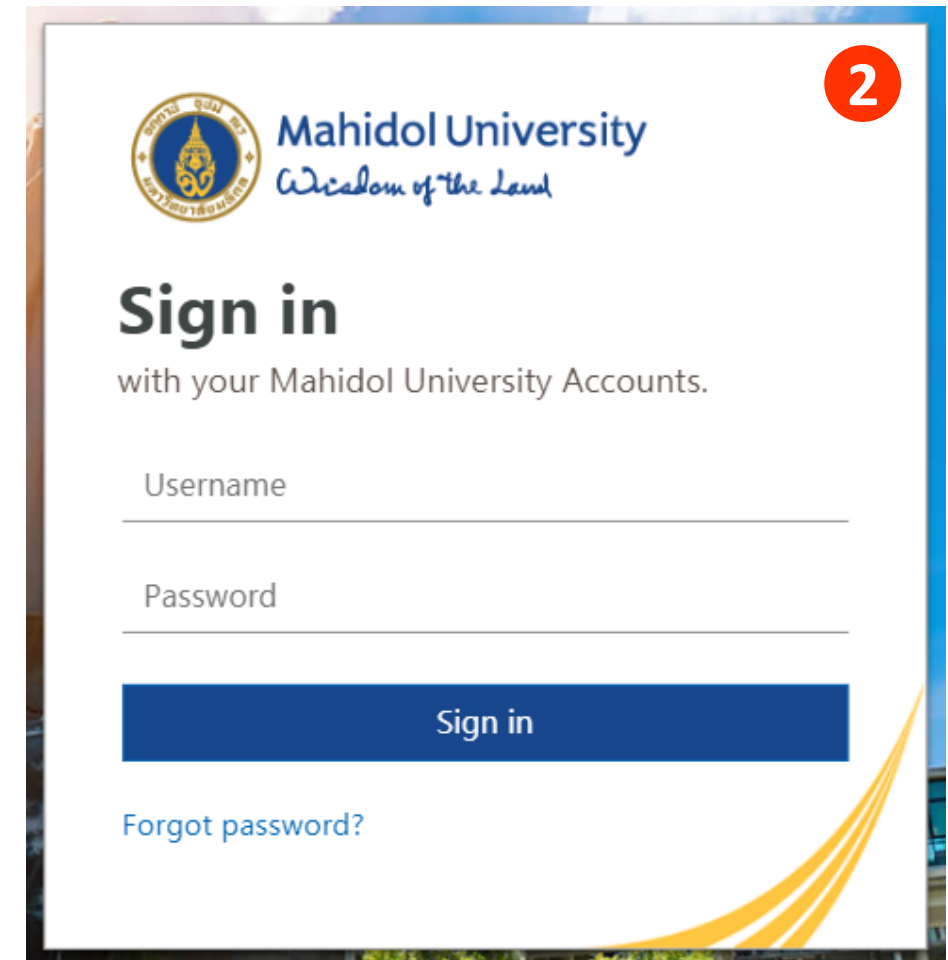 2
Mahidol University
Wisdom of the Land
Sign in
with your Mahidol University Accounts.
Username
Password
Sign in
Forgot password?